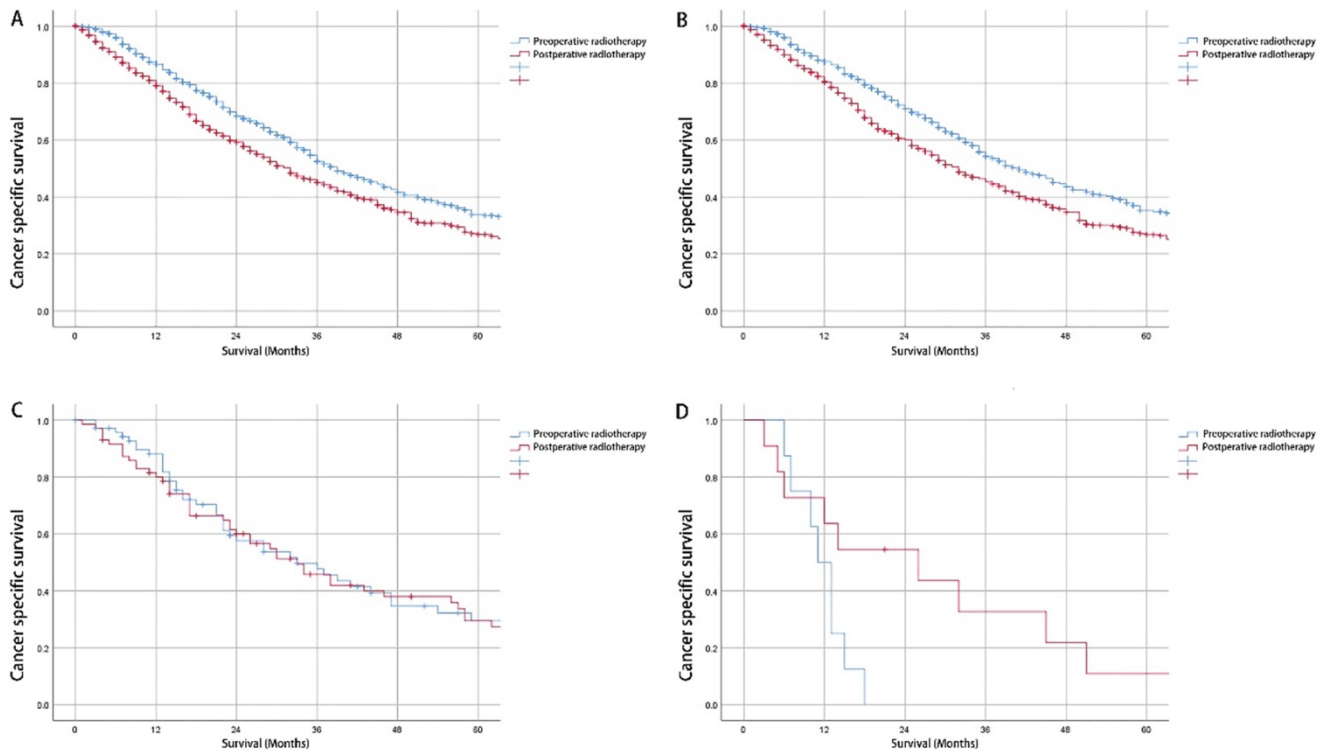 A
1.0
0.8
0.6
0.4
0.2
0.0
Cancer specific survival
0 12 24 36 48 60
Survival (Months)
Preoperative radiotherapy
Postperative radlotherapy
B
1.0
0.8
0.6
0.4
0.2
0.0
Cancer specific survival
0 12 24 36 48 60
Survival (Months)
Preoperative radiotherapy
Postperative radlotherapy
C
1.0
0.8
0.6
0.4
0.2
0.0
Cancer specific survival
0 12 24 36 48 60
Survival (Months)
Preoperative radiotherapy
Postperative radlotherapy
D
1.0
0.8
0.6
0.4
0.2
0.0
Cancer specific survival
0 12 24 36 48 60
Survival (Months)
Preoperative radiotherapy
Postperative radlotherapy